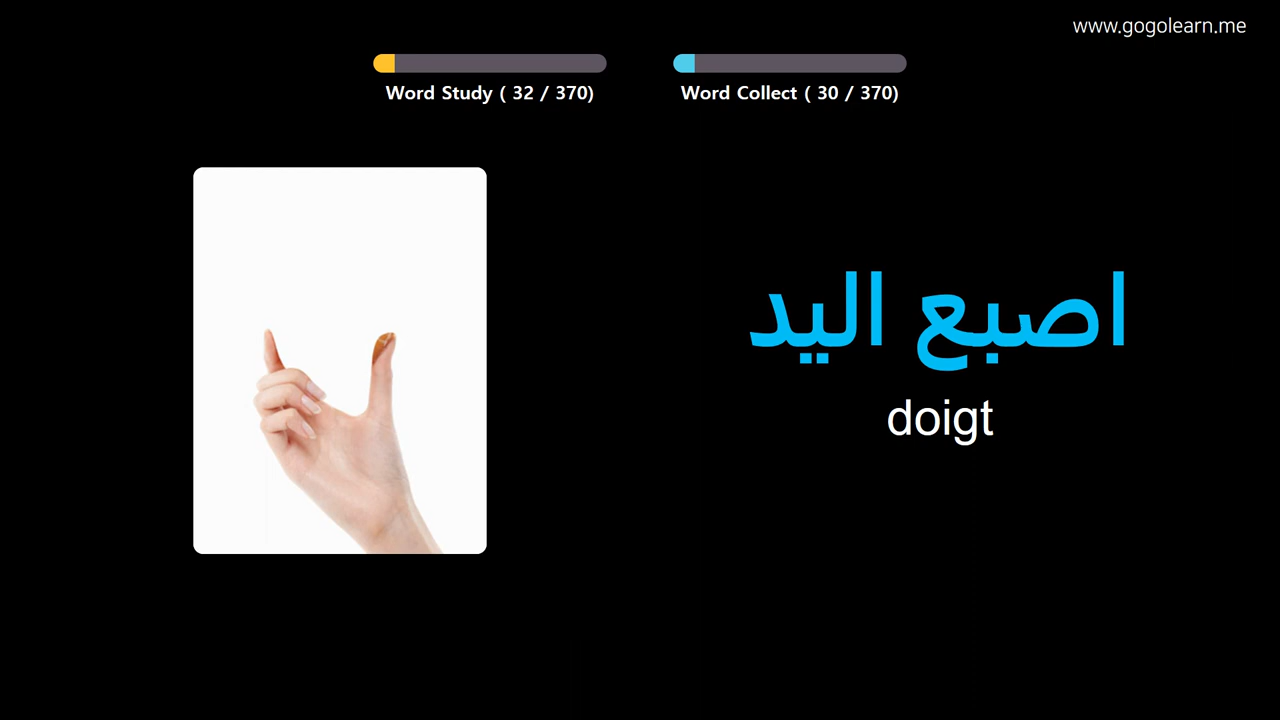 www.gogolearn.me
Word Study ( 32 / 370)
Word Collect ( 30 / 370)
اصبع اليد
doigt